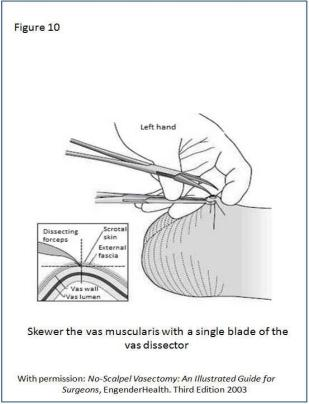 Figure 10
Left hand
Dissecting
forceps
Scrotal
skin
External
fascia
Vas wall
Vas lumen
Skewer the vas muscularis with a single blade of the
vas dissector
With permission: No-Scalpel Vasectomy: An Illustrated Guide for
Surgeons, EngenderHealth. Third Edition 2003